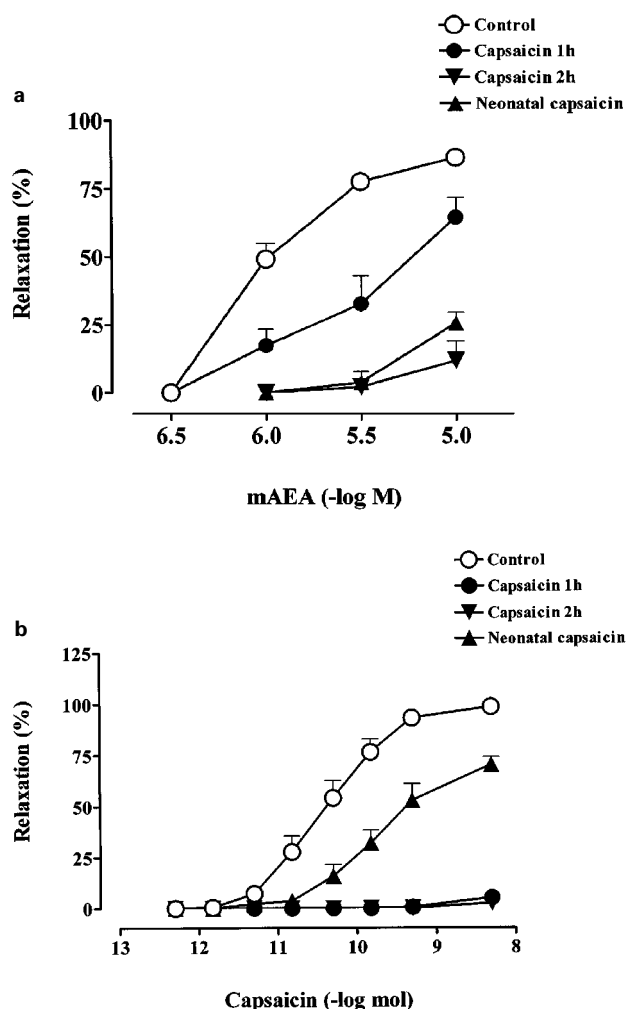 Control
Capsaicin 1h
Capsaicin 2h
Neonatal capsaicin
a
100
75
50
25
0
Relaxation (%)
6.5 6.0 5.5 5.0
mAEA (-log M)
Control
Capsaicin 1h
Capsaicin 2h
Neonatal capsaicin
b
125
100
75
50
25
0
Relaxation (%)
13 12 11 10 9 8
Capsaicin (-log mol)